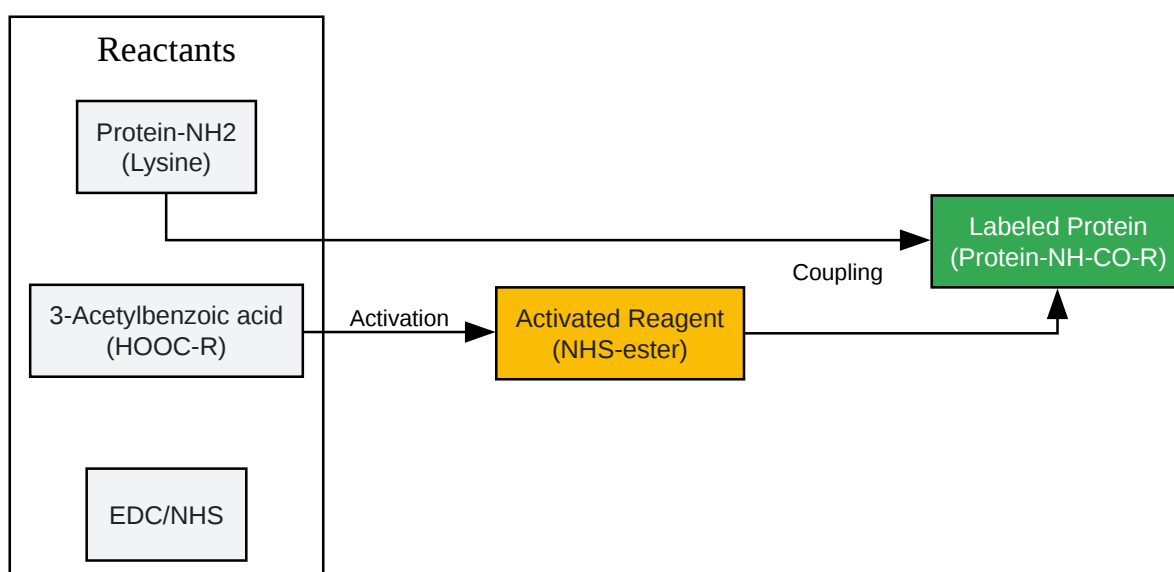 Reactants
Protein-NH2
(Lysine)
Labeled Protein
(Protein-NH-CO-R)
Coupling
3-Acetylbenzoic acid
(HOOC-R)
Activation
Activated Reagent
(NHS-ester)
EDC/NHS